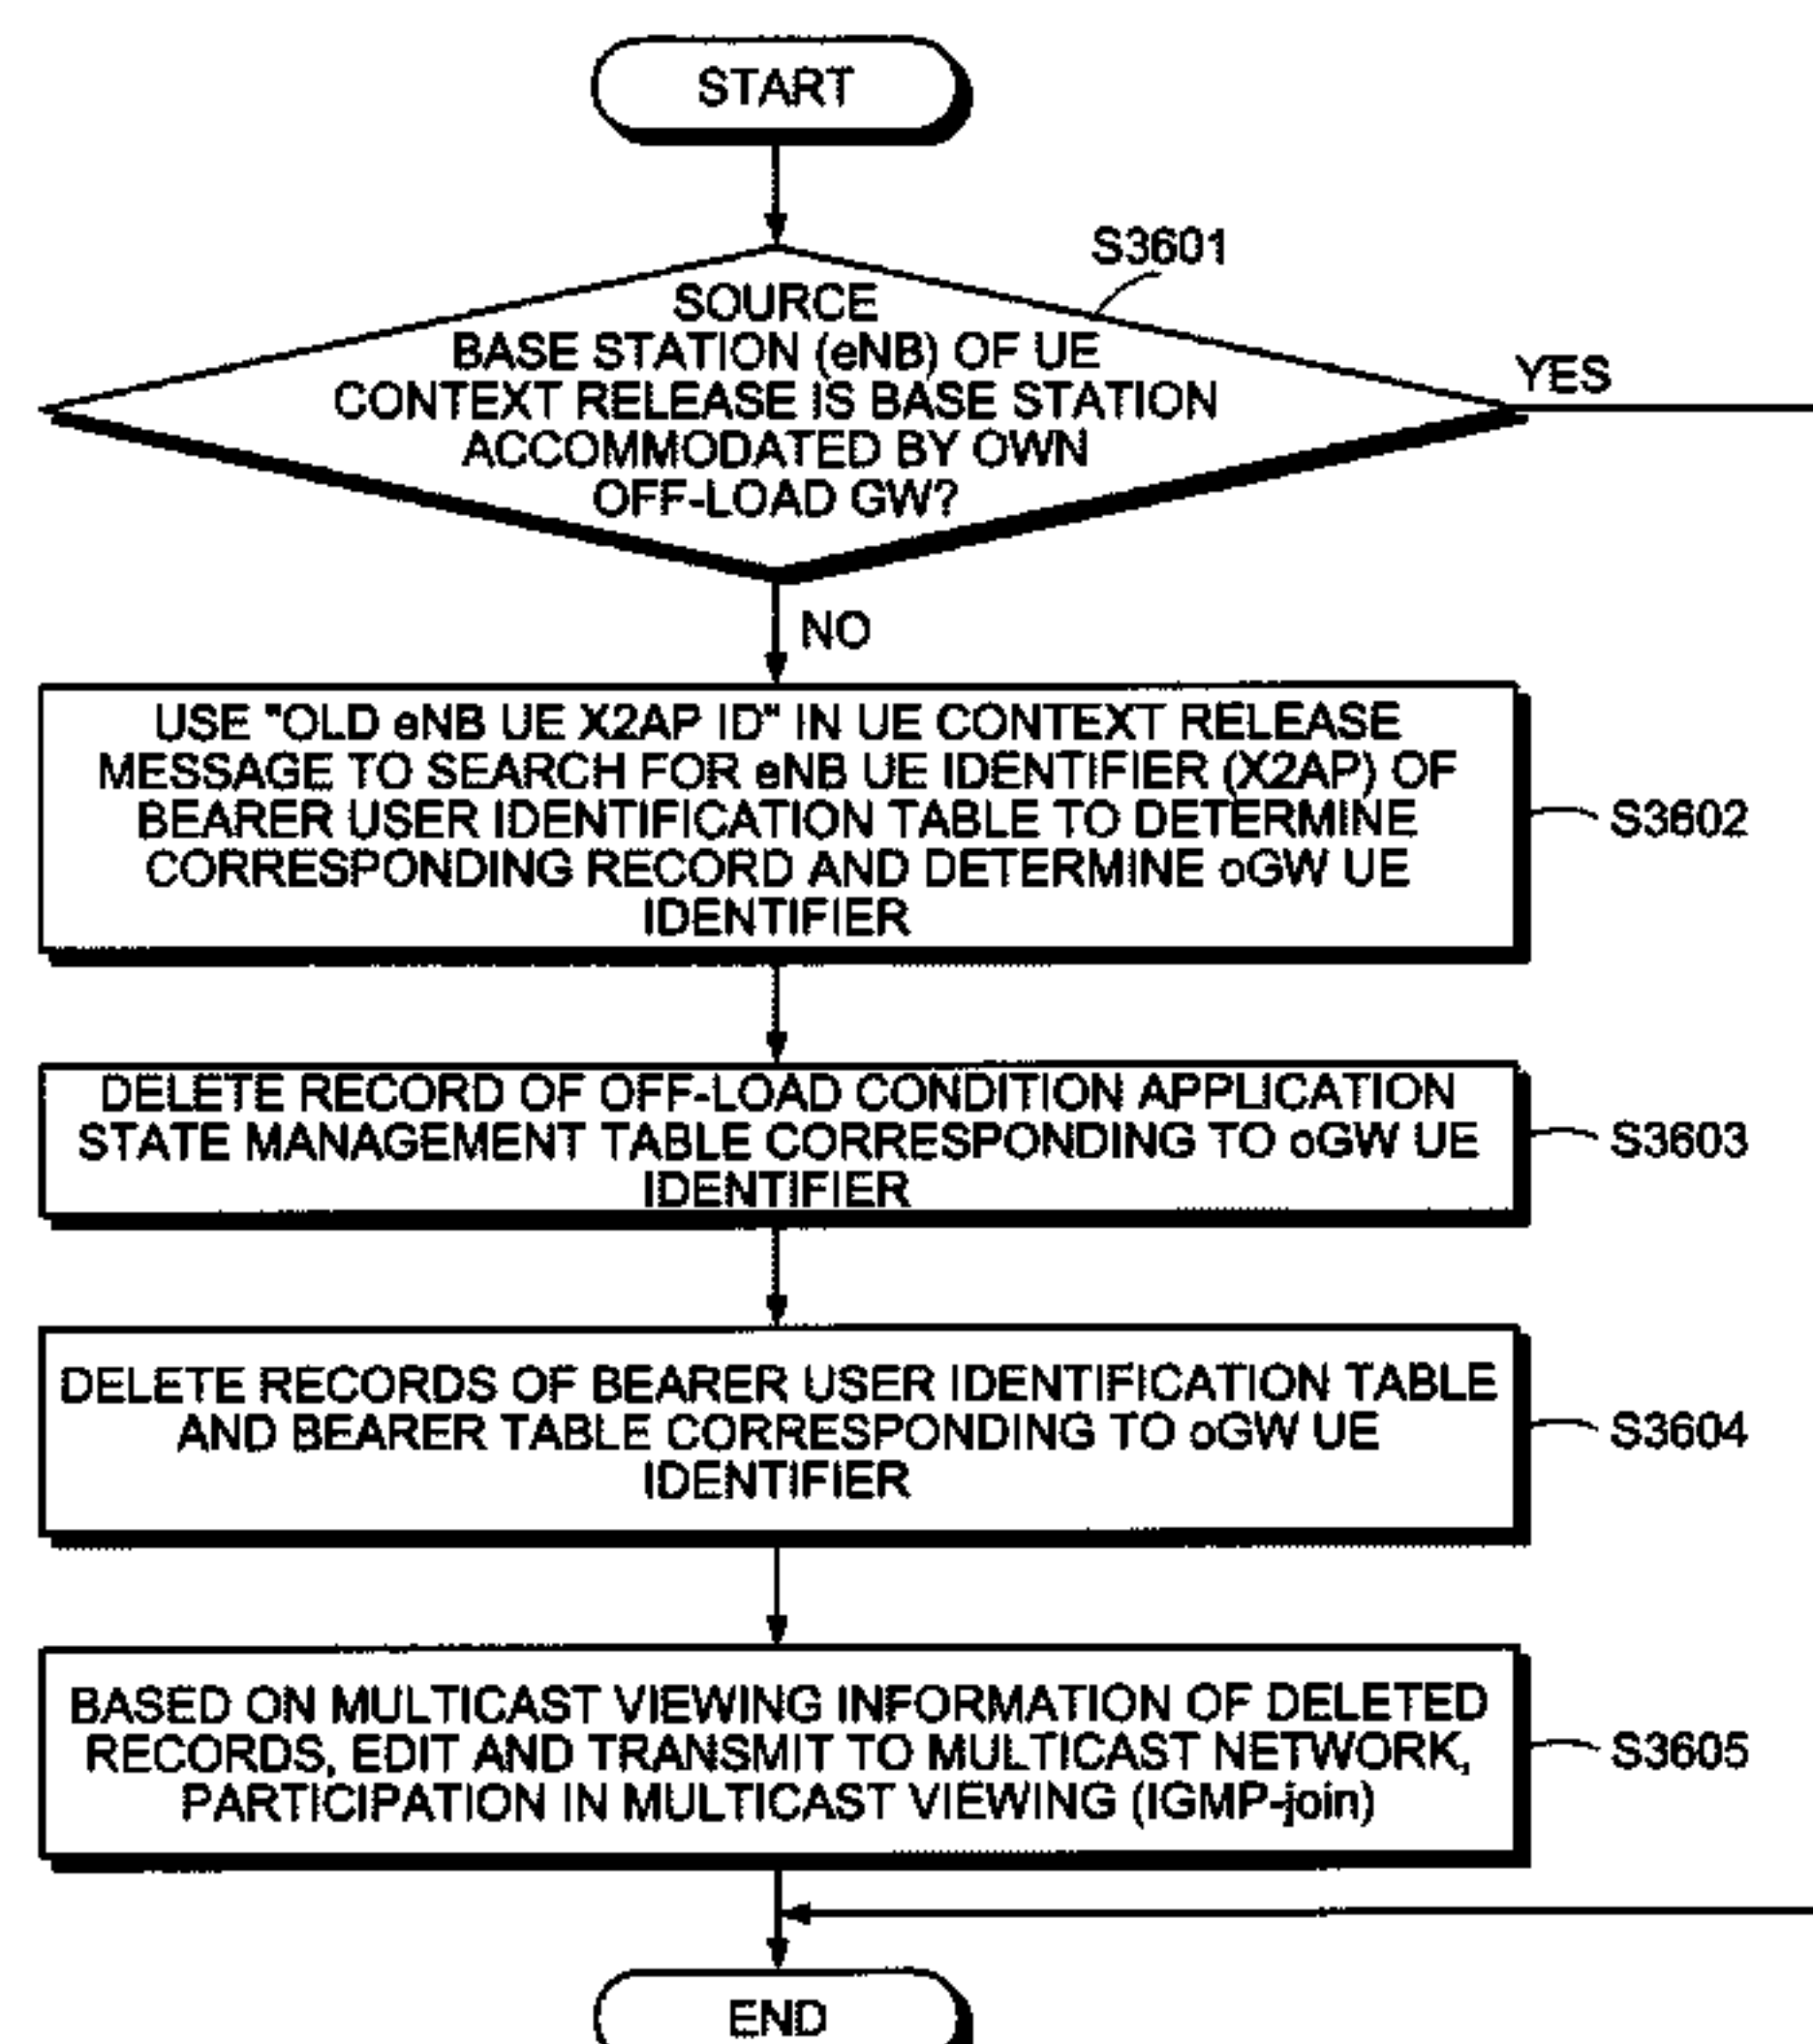 START
S3601
SOURCE
BASE STATION (eNB) OF UE
CONTEXT RELEASE IS BASE STATION
ACCOMMODATED BY OWN
OFF-LOAD GW?
YES
NO
USE "OLD eNB UE X2AP ID" IN UE CONTEXT RELEASE
MESSAGE TO SEARCH FOR eNB UE IDENTIFIER (X2AP) OF
BEARER USER IDENTIFICATION TABLE TO DETERMINE
CORRESPONDING RECORD AND DETERMINE oGW UE
IDENTIFIER
S3602
DELETE RECORD OF OFF-LOAD CONDITION APPLICATION
STATE MANAGEMENT TABLE CORRESPONDING TO oGW UE
IDENTIFIER
S3603
DELETE RECORDS OF BEARER USER IDENTIFICATION TABLE
AND BEARER TABLE CORRESPONDING TO oGW UE
IDENTIFIER
S3604
BASED ON MULTICAST VIEWING INFORMATION OF DELETED
RECORDS, EDIT AND TRANSMIT TO MULTICAST NETWORK,
PARTICIPATION IN MULTICAST VIEWING (IGMP-join)
S3605
END